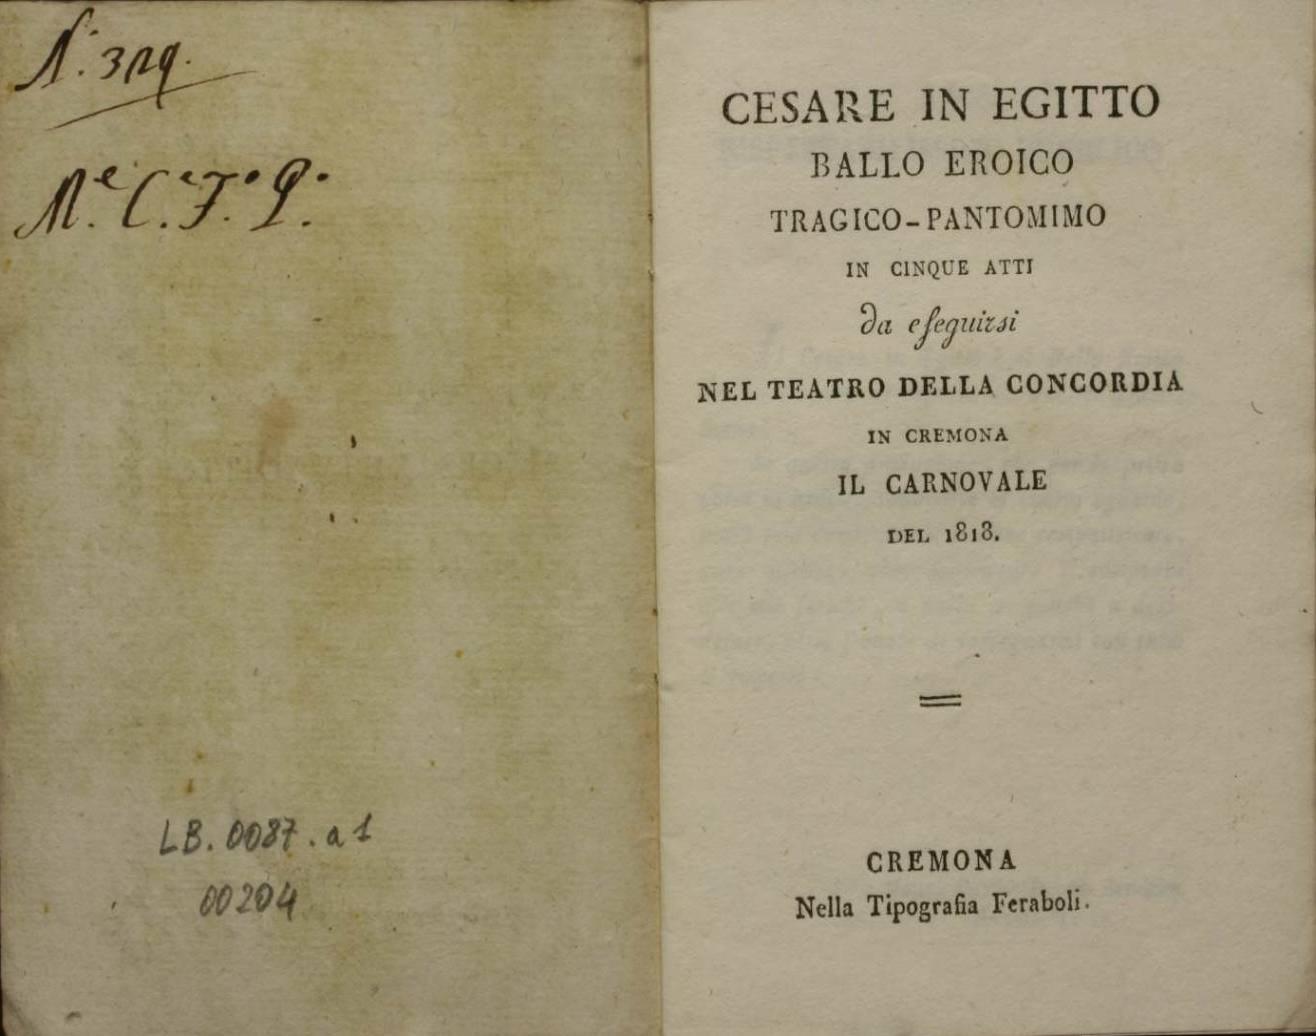 N. 329.
M.e C.e F.o P.o
LB. 0087. a 1
00204
CESARE IN EGITTO
BALLO EROICO
TRAGICO-PANTOMIMO
IN CINQUE ATTI
da eſeguirsi
NEL TEATRO DELLA CONCORDIA
IN CREMONA
IL CARNOVALE
DEL 1818.
CREMONA
Nella Tipografia Feraboli.